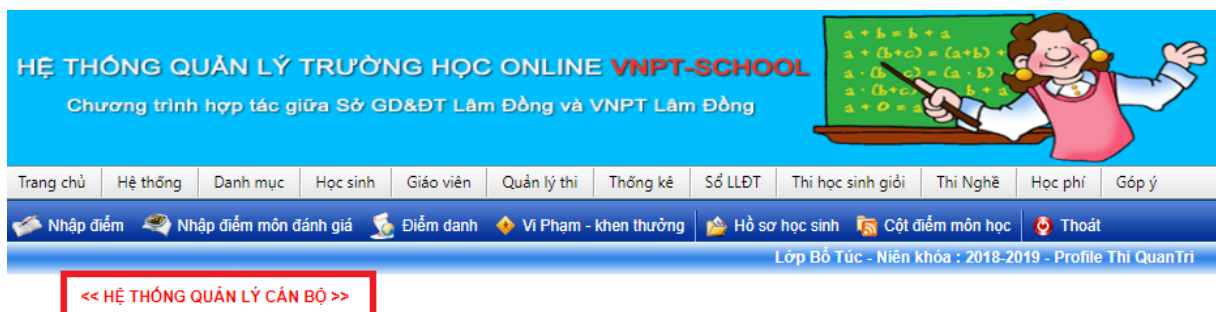 HỆ THỐNG QUẢN LÝ TRƯỜNG HỌC ONLINE VNPT-SCHOOL
Chương trình hợp tác giữa Sở GD&ĐT Lâm Đồng và VNPT Lâm Đồng
a + b = b + a
a + (b+c) = (a+b) +
a · (b c) = (a · b)
a · (b+c) b + a
a + 0 = a
Trang chủ Hệ thống Danh mục Học sinh Giáo viên Quản lý thi Thống kê Sổ LLĐT Thi học sinh giỏi Thi Nghề Học phí Góp ý
Nhập điểm Nhập điểm môn đánh giá Điểm danh Vi Phạm - khen thưởng Hồ sơ học sinh Cột điểm môn học Thoát
Lớp Bổ Túc - Niên khóa : 2018-2019 - Profile Thi QuanTri
<< HỆ THỐNG QUẢN LÝ CÁN BỘ >>